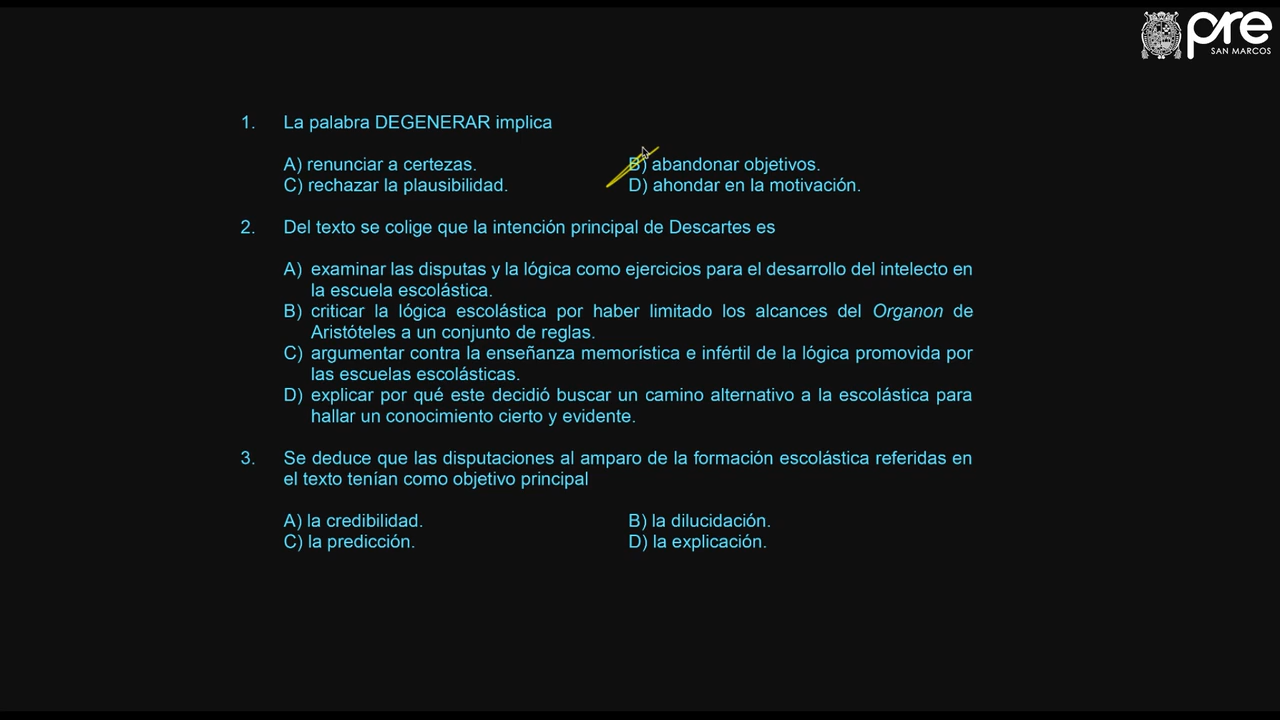 pre
SAN MARCOS
1. La palabra DEGENERAR implica
A) renunciar a certezas. B) abandonar objetivos.
C) rechazar la plausibilidad. D) ahondar en la motivación.
2. Del texto se colige que la intención principal de Descartes es
A) examinar las disputas y la lógica como ejercicios para el desarrollo del intelecto en
la escuela escolástica.
B) criticar la lógica escolástica por haber limitado los alcances del Organon de
Aristóteles a un conjunto de reglas.
C) argumentar contra la enseñanza memorística e infértil de la lógica promovida por
las escuelas escolásticas.
D) explicar por qué este decidió buscar un camino alternativo a la escolástica para
hallar un conocimiento cierto y evidente.
3. Se deduce que las disputaciones al amparo de la formación escolástica referidas en
el texto tenían como objetivo principal
A) la credibilidad. B) la dilucidación.
C) la predicción. D) la explicación.